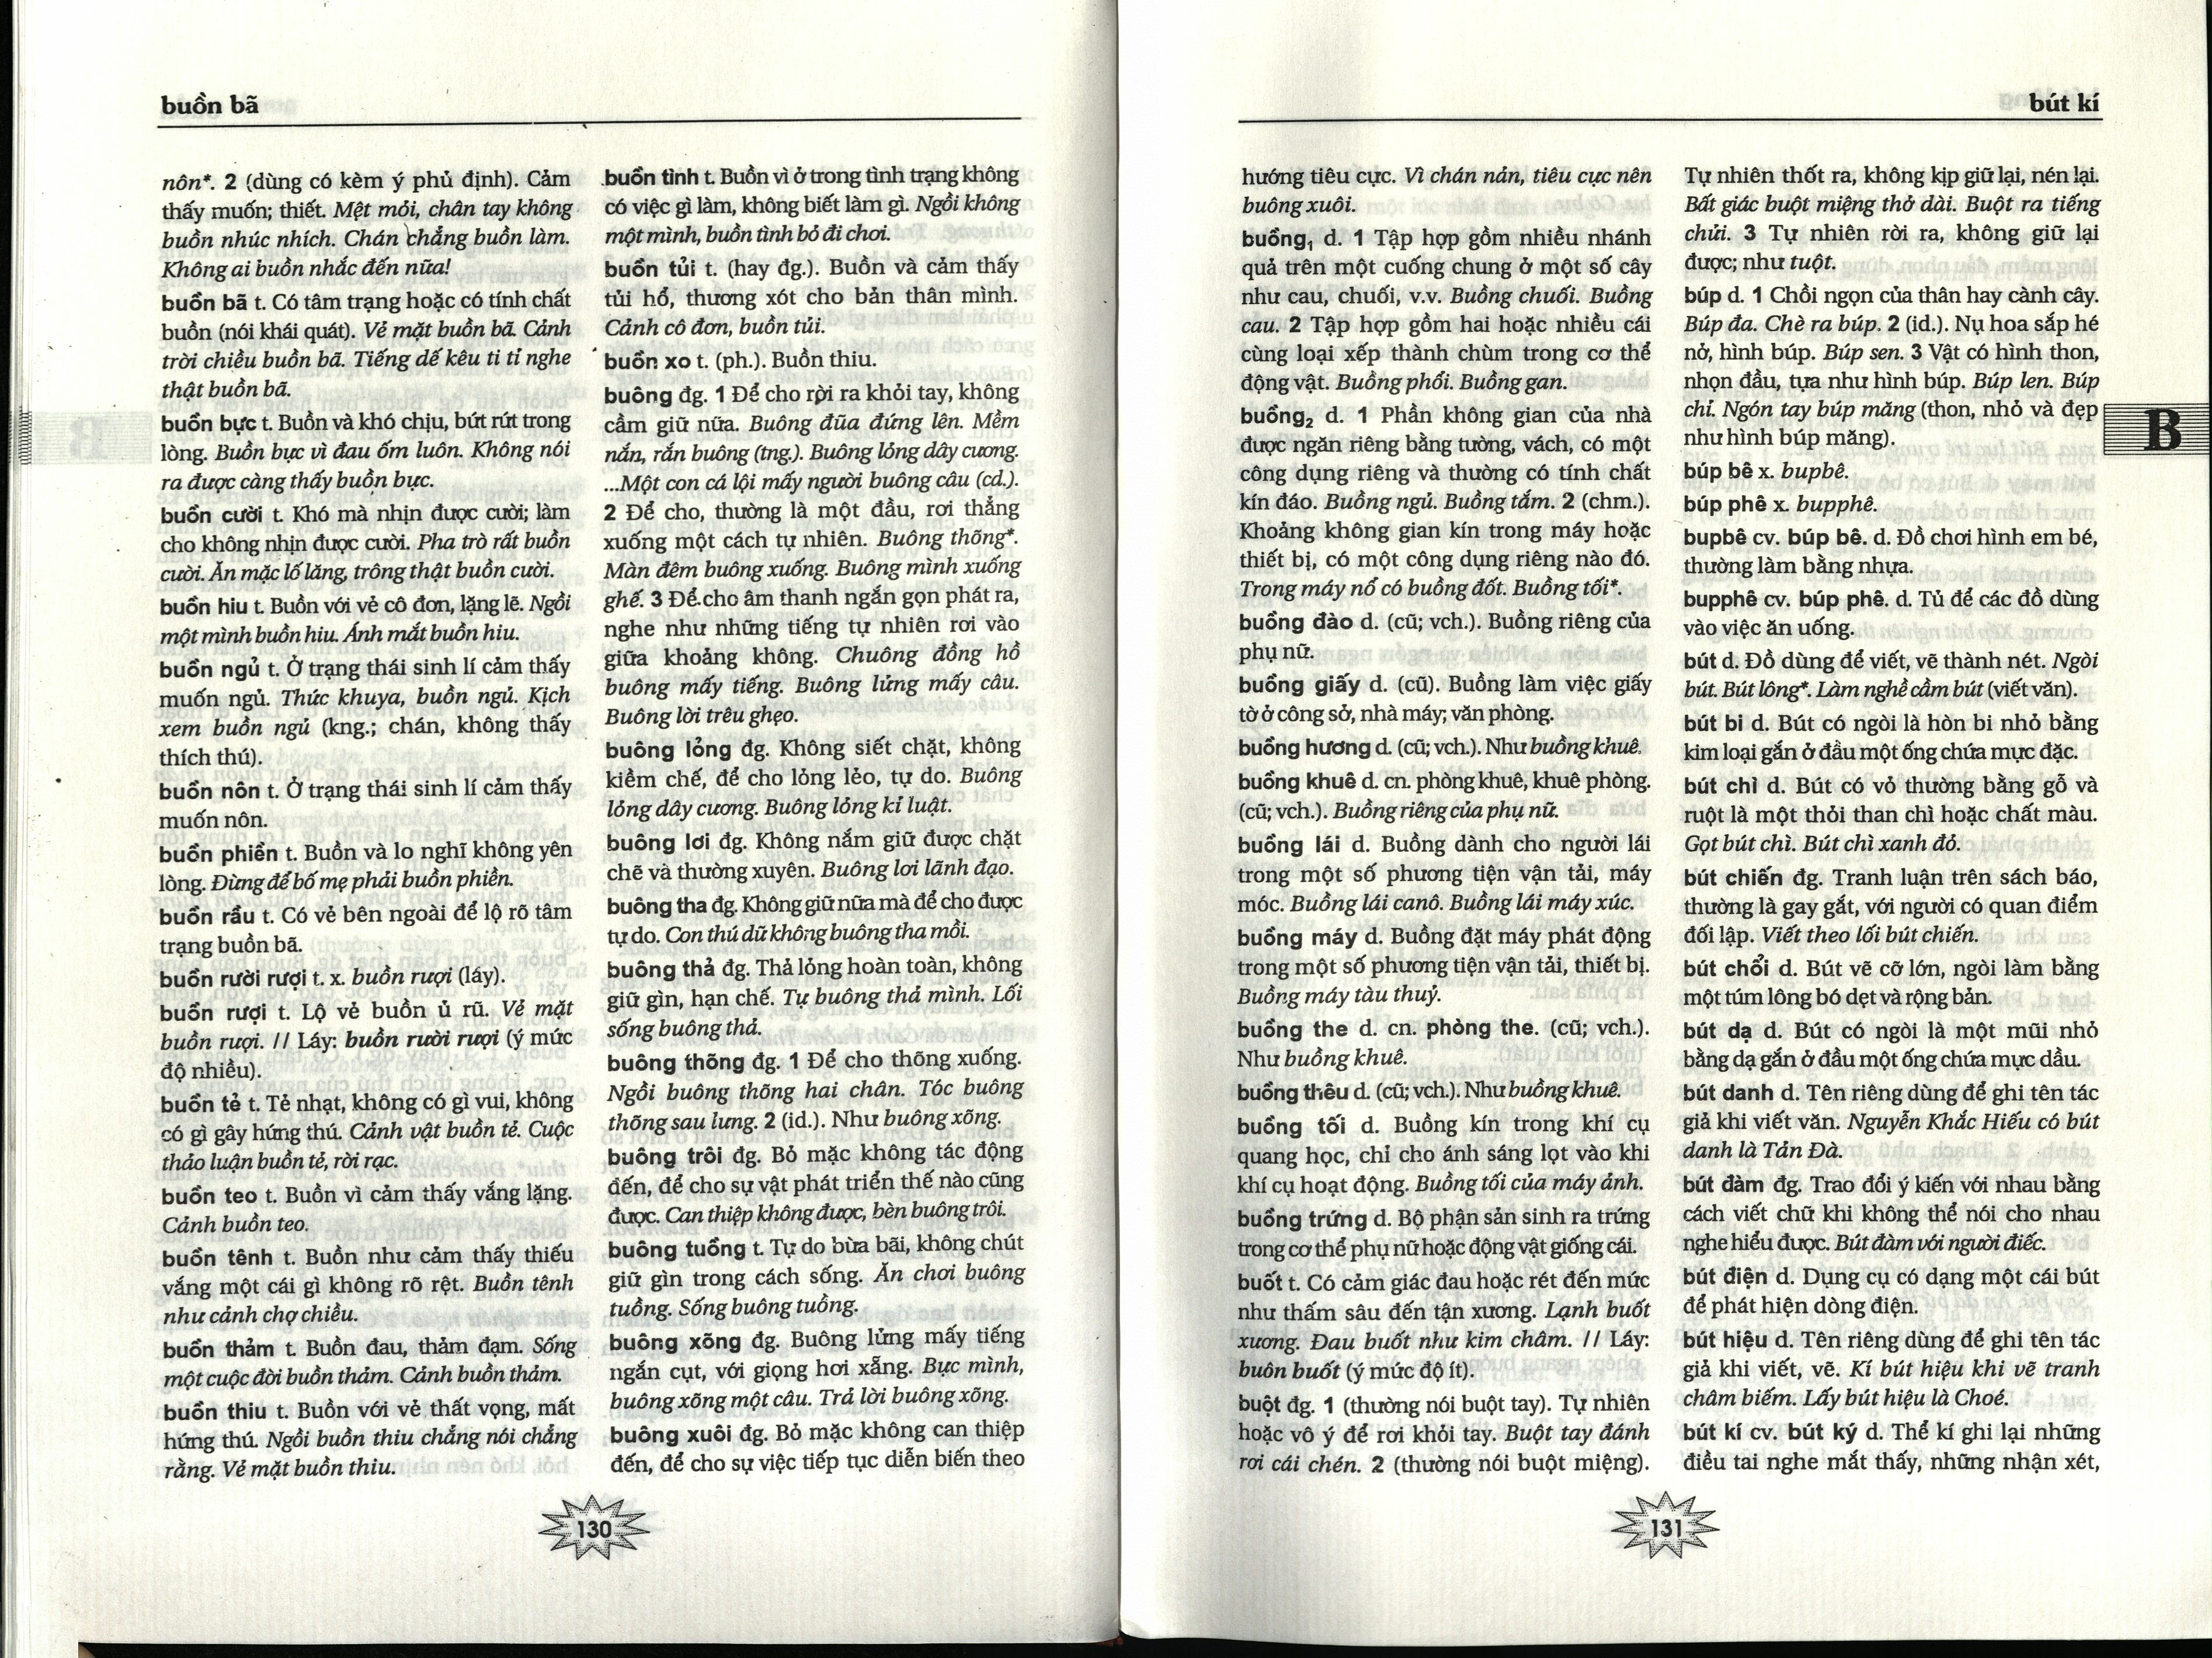 buồn bã
nôn*. 2 (dùng có kèm ý phủ định). Cảm
thấy muốn; thiết. Mệt mỏi, chân tay không
buồn nhúc nhích. Chán chẳng buồn làm.
Không ai buồn nhắc đến nữa!
buồn bã t. Có tâm trạng hoặc có tính chất
buồn (nói khái quát). Vẻ mặt buồn bã. Cảnh
trời chiều buồn bã. Tiếng dế kêu ti tỉ nghe
thật buồn bã.
buồn bực t. Buồn và khó chịu, bứt rứt trong
lòng. Buồn bực vì đau ốm luôn. Không nói
ra được càng thấy buồn bực.
buồn cười t. Khó mà nhịn được cười; làm
cho không nhịn được cười. Pha trò rất buồn
cười. Ăn mặc lố lăng, trông thật buồn cười.
buồn hiu t. Buồn với vẻ cô đơn, lặng lẽ. Ngồi
một mình buồn hiu. Ánh mắt buồn hiu.
buồn ngủ t. Ở trạng thái sinh lí cảm thấy
muốn ngủ. Thức khuya, buồn ngủ. Kịch
xem buồn ngủ (kng.; chán, không thấy
thích thú).
buồn nôn t. Ở trạng thái sinh lí cảm thấy
muốn nôn.
buồn phiền t. Buồn và lo nghĩ không yên
lòng. Đừng để bố mẹ phải buồn phiền.
buồn rầu t. Có vẻ bên ngoài để lộ rõ tâm
trạng buồn bã.
buồn rười rượi t. x. buồn rượi (láy).
buồn rượi t. Lộ vẻ buồn ủ rũ. Vẻ mặt
buồn rượi. // Láy: buồn rười rượi (ý mức
độ nhiều).
buồn tẻ t. Tẻ nhạt, không có gì vui, không
có gì gây hứng thú. Cảnh vật buồn tẻ. Cuộc
thảo luận buồn tẻ, rời rạc.
buồn teo t. Buồn vì cảm thấy vắng lặng.
Cảnh buồn teo.
buồn tênh t. Buồn như cảm thấy thiếu
vắng một cái gì không rõ rệt. Buồn tênh
như cảnh chợ chiều.
buồn thảm t. Buồn đau, thảm đạm. Sống
một cuộc đời buồn thảm. Cảnh buồn thảm.
buồn thiu t. Buồn với vẻ thất vọng, mất
hứng thú. Ngồi buồn thiu chẳng nói chẳng
rằng. Vẻ mặt buồn thiu.
buồn tình t. Buồn vì ở trong tình trạng không
có việc gì làm, không biết làm gì. Ngồi không
một mình, buồn tình bỏ đi chơi.
buồn tủi t. (hay đg.). Buồn và cảm thấy
tủi hổ, thương xót cho bản thân mình.
Cảnh cô đơn, buồn tủi.
buồn xo t. (ph.). Buồn thiu.
buông đg. 1 Để cho rời ra khỏi tay, không
cầm giữ nữa. Buông đũa đứng lên. Mềm
nắn, rắn buông (tng.). Buông lỏng dây cương.
...Một con cá lội mấy người buông câu (cd.).
2 Để cho, thường là một đầu, rơi thẳng
xuống một cách tự nhiên. Buông thõng*.
Màn đêm buông xuống. Buông mình xuống
ghế. 3 Để cho âm thanh ngắn gọn phát ra,
nghe như những tiếng tự nhiên rơi vào
giữa khoảng không. Chuông đồng hồ
buông mấy tiếng. Buông lửng mấy câu.
Buông lời trêu ghẹo.
buông lỏng đg. Không siết chặt, không
kiềm chế, để cho lỏng lẻo, tự do. Buông
lỏng dây cương. Buông lỏng kỉ luật.
buông lơi đg. Không nắm giữ được chặt
chẽ và thường xuyên. Buông lơi lãnh đạo.
buông tha đg. Không giữ nữa mà để cho được
tự do. Con thú dữ không buông tha mồi.
buông thả đg. Thả lỏng hoàn toàn, không
giữ gìn, hạn chế. Tự buông thả mình. Lối
sống buông thả.
buông thõng đg. 1 Để cho thõng xuống.
Ngồi buông thõng hai chân. Tóc buông
thõng sau lưng. 2 (id.). Như buông xõng.
buông trôi đg. Bỏ mặc không tác động
đến, để cho sự vật phát triển thế nào cũng
được. Can thiệp không được, bèn buông trôi.
buông tuồng t. Tự do bừa bãi, không chút
giữ gìn trong cách sống. Ăn chơi buông
tuồng. Sống buông tuồng.
buông xõng đg. Buông lửng mấy tiếng
ngắn cụt, với giọng hơi xẵng. Bực mình,
buông xõng một câu. Trả lời buông xõng.
buông xuôi đg. Bỏ mặc không can thiệp
đến, để cho sự việc tiếp tục diễn biến theo
130
bút kí
hướng tiêu cực. Vì chán nản, tiêu cực nên
buông xuôi.
buồng₁ d. 1 Tập hợp gồm nhiều nhánh
quả trên một cuống chung ở một số cây
như cau, chuối, v.v. Buồng chuối. Buồng
cau. 2 Tập hợp gồm hai hoặc nhiều cái
cùng loại xếp thành chùm trong cơ thể
động vật. Buồng phổi. Buồng gan.
buồng₂ d. 1 Phần không gian của nhà
được ngăn riêng bằng tường, vách, có một
công dụng riêng và thường có tính chất
kín đáo. Buồng ngủ. Buồng tắm. 2 (chm.).
Khoảng không gian kín trong máy hoặc
thiết bị, có một công dụng riêng nào đó.
Trong máy nổ có buồng đốt. Buồng tối*.
buồng đào d. (cũ; vch.). Buồng riêng của
phụ nữ.
buồng giấy d. (cũ). Buồng làm việc giấy
tờ ở công sở, nhà máy; văn phòng.
buồng hương d. (cũ; vch.). Như buồng khuê.
buồng khuê d. cn. phòng khuê, khuê phòng.
(cũ; vch.). Buồng riêng của phụ nữ.
buồng lái d. Buồng dành cho người lái
trong một số phương tiện vận tải, máy
móc. Buồng lái canô. Buồng lái máy xúc.
buồng máy d. Buồng đặt máy phát động
trong một số phương tiện vận tải, thiết bị.
Buồng máy tàu thuỷ.
buồng the d. cn. phòng the. (cũ; vch.).
Như buồng khuê.
buồng thêu d. (cũ; vch.). Như buồng khuê.
buồng tối d. Buồng kín trong khí cụ
quang học, chỉ cho ánh sáng lọt vào khi
khí cụ hoạt động. Buồng tối của máy ảnh.
buồng trứng d. Bộ phận sản sinh ra trứng
trong cơ thể phụ nữ hoặc động vật giống cái.
buốt t. Có cảm giác đau hoặc rét đến mức
như thấm sâu đến tận xương. Lạnh buốt
xương. Đau buốt như kim châm. // Láy:
buôn buốt (ý mức độ ít).
buột đg. 1 (thường nói buột tay). Tự nhiên
hoặc vô ý để rơi khỏi tay. Buột tay đánh
rơi cái chén. 2 (thường nói buột miệng).
Tự nhiên thốt ra, không kịp giữ lại, nén lại.
Bất giác buột miệng thở dài. Buột ra tiếng
chửi. 3 Tự nhiên rời ra, không giữ lại
được; như tuột.
búp d. 1 Chồi ngọn của thân hay cành cây.
Búp đa. Chè ra búp. 2 (id.). Nụ hoa sắp hé
nở, hình búp. Búp sen. 3 Vật có hình thon,
nhọn đầu, tựa như hình búp. Búp len. Búp
chỉ. Ngón tay búp măng (thon, nhỏ và đẹp
như hình búp măng).
búp bê x. bupbê.
búp phê x. bupphê.
bupbê cv. búp bê. d. Đồ chơi hình em bé,
thường làm bằng nhựa.
bupphê cv. búp phê. d. Tủ để các đồ dùng
vào việc ăn uống.
bút d. Đồ dùng để viết, vẽ thành nét. Ngòi
bút. Bút lông*. Làm nghề cầm bút (viết văn).
bút bi d. Bút có ngòi là hòn bi nhỏ bằng
kim loại gắn ở đầu một ống chứa mực đặc.
bút chì d. Bút có vỏ thường bằng gỗ và
ruột là một thỏi than chì hoặc chất màu.
Gọt bút chì. Bút chì xanh đỏ.
bút chiến đg. Tranh luận trên sách báo,
thường là gay gắt, với người có quan điểm
đối lập. Viết theo lối bút chiến.
bút chổi d. Bút vẽ cỡ lớn, ngòi làm bằng
một túm lông bó dẹt và rộng bản.
bút dạ d. Bút có ngòi là một mũi nhỏ
bằng dạ gắn ở đầu một ống chứa mực dầu.
bút danh d. Tên riêng dùng để ghi tên tác
giả khi viết văn. Nguyễn Khắc Hiếu có bút
danh là Tản Đà.
bút đàm đg. Trao đổi ý kiến với nhau bằng
cách viết chữ khi không thể nói cho nhau
nghe hiểu được. Bút đàm với người điếc.
bút điện d. Dụng cụ có dạng một cái bút
để phát hiện dòng điện.
bút hiệu d. Tên riêng dùng để ghi tên tác
giả khi viết, vẽ. Kí bút hiệu khi vẽ tranh
châm biếm. Lấy bút hiệu là Choé.
bút kí cv. bút ký d. Thể kí ghi lại những
điều tai nghe mắt thấy, những nhận xét,
B
131